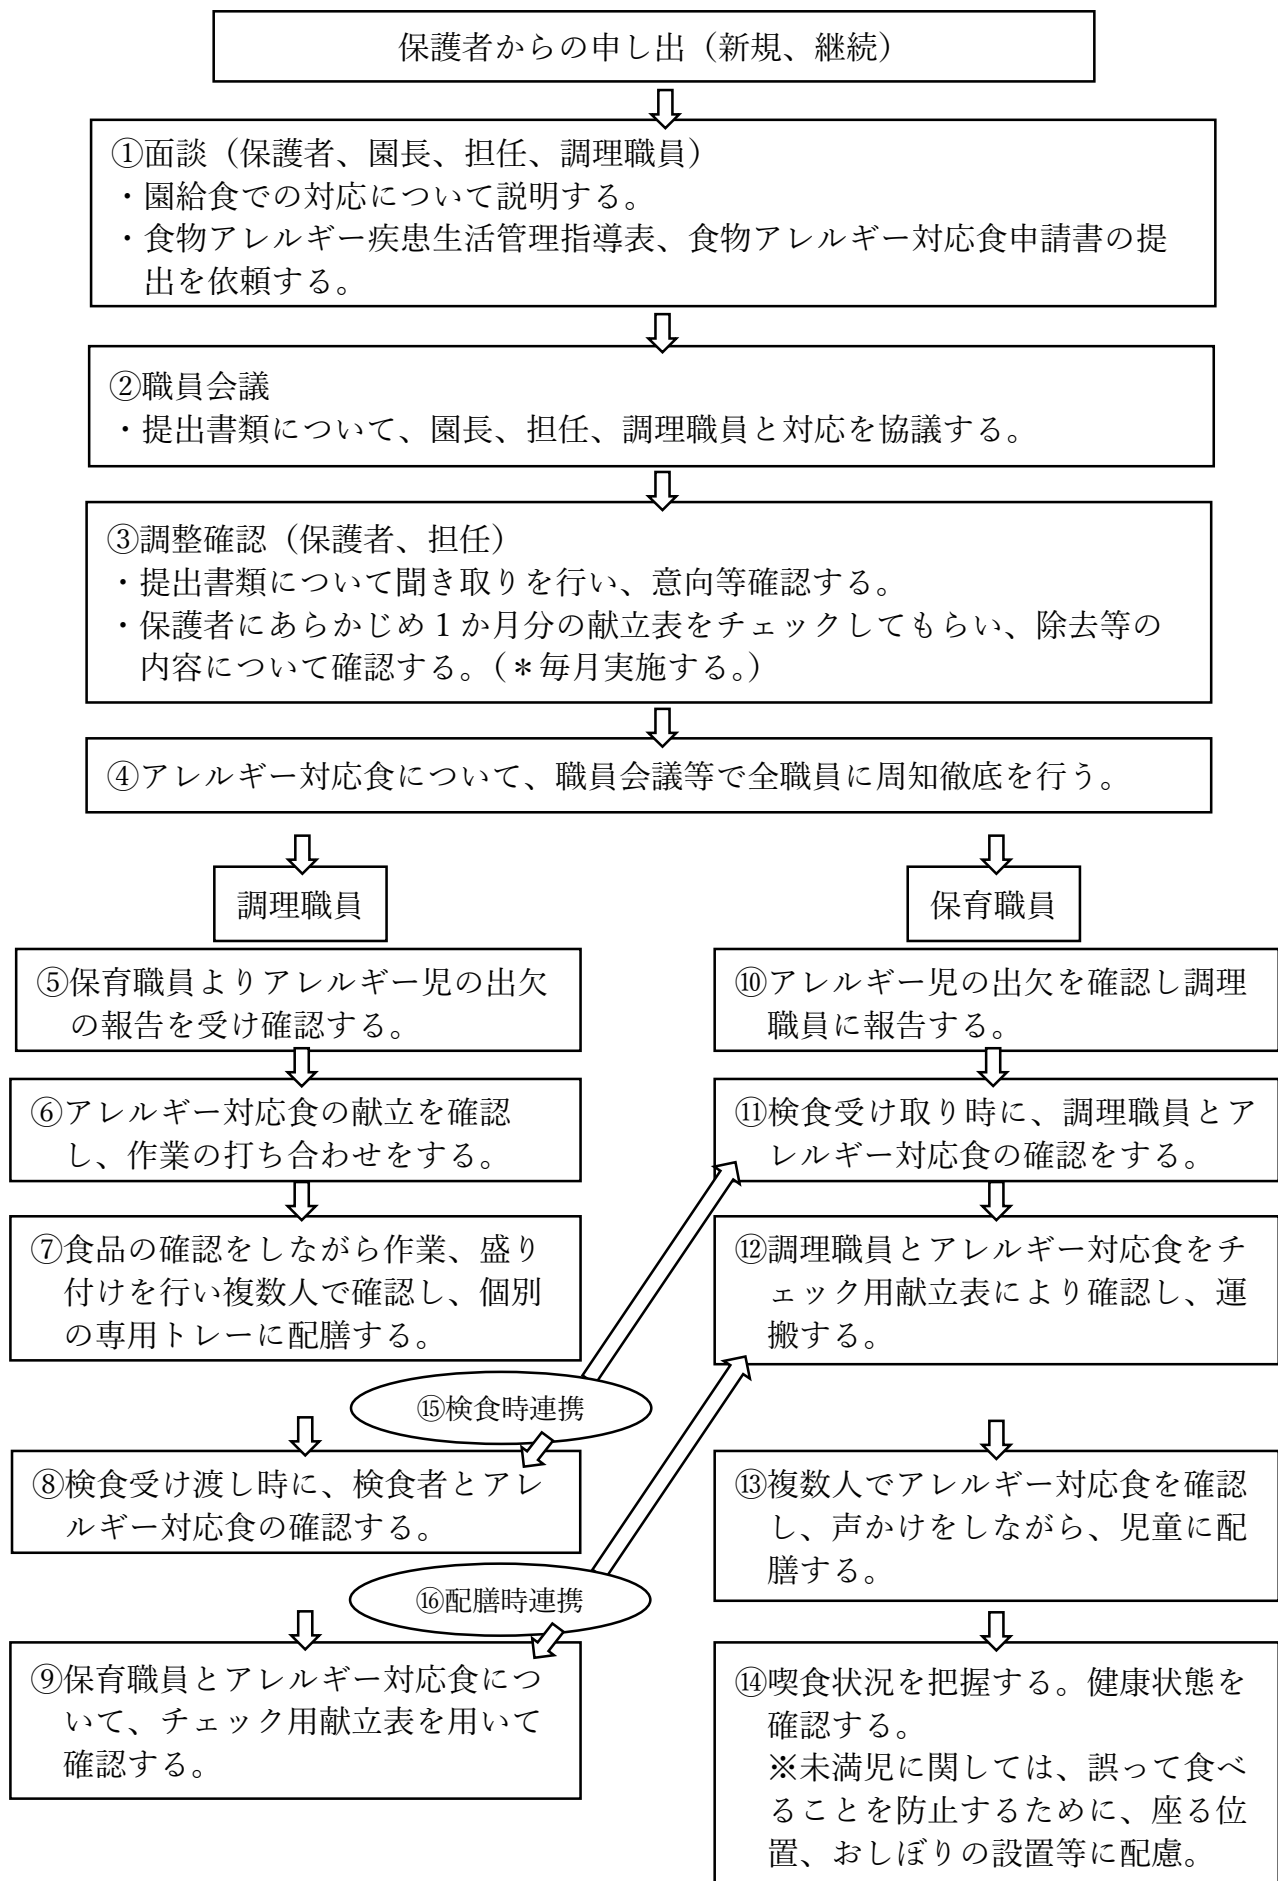 保護者からの申し出（新規、継続）
①面談（保護者、園長、担任、調理職員）
・園給食での対応について説明する。
・食物アレルギー疾患生活管理指導表、食物アレルギー対応食申請書の提
出を依頼する。
②職員会議
・提出書類について、園長、担任、調理職員と対応を協議する。
③調整確認（保護者、担任）
・提出書類について聞き取りを行い、意向等確認する。
・保護者にあらかじめ１か月分の献立表をチェックしてもらい、除去等の
内容について確認する。（＊毎月実施する。）
④アレルギー対応食について、職員会議等で全職員に周知徹底を行う。
調理職員
⑤保育職員よりアレルギー児の出欠
の報告を受け確認する。
⑥アレルギー対応食の献立を確認
し、作業の打ち合わせをする。
⑦食品の確認をしながら作業、盛り
付けを行い複数人で確認し、個別
の専用トレーに配膳する。
⑮検食時連携
⑧検食受け渡し時に、検食者とアレ
ルギー対応食の確認する。
⑯配膳時連携
⑨保育職員とアレルギー対応食につ
いて、チェック用献立表を用いて
確認する。
保育職員
⑩アレルギー児の出欠を確認し調理
職員に報告する。
⑪検食受け取り時に、調理職員とア
レルギー対応食の確認をする。
⑫調理職員とアレルギー対応食をチ
ェック用献立表により確認し、運
搬する。
⑬複数人でアレルギー対応食を確認
し、声かけをしながら、児童に配
膳する。
⑭喫食状況を把握する。健康状態を
確認する。
※未満児に関しては、誤って食べ
ることを防止するために、座る位
置、おしぼりの設置等に配慮。